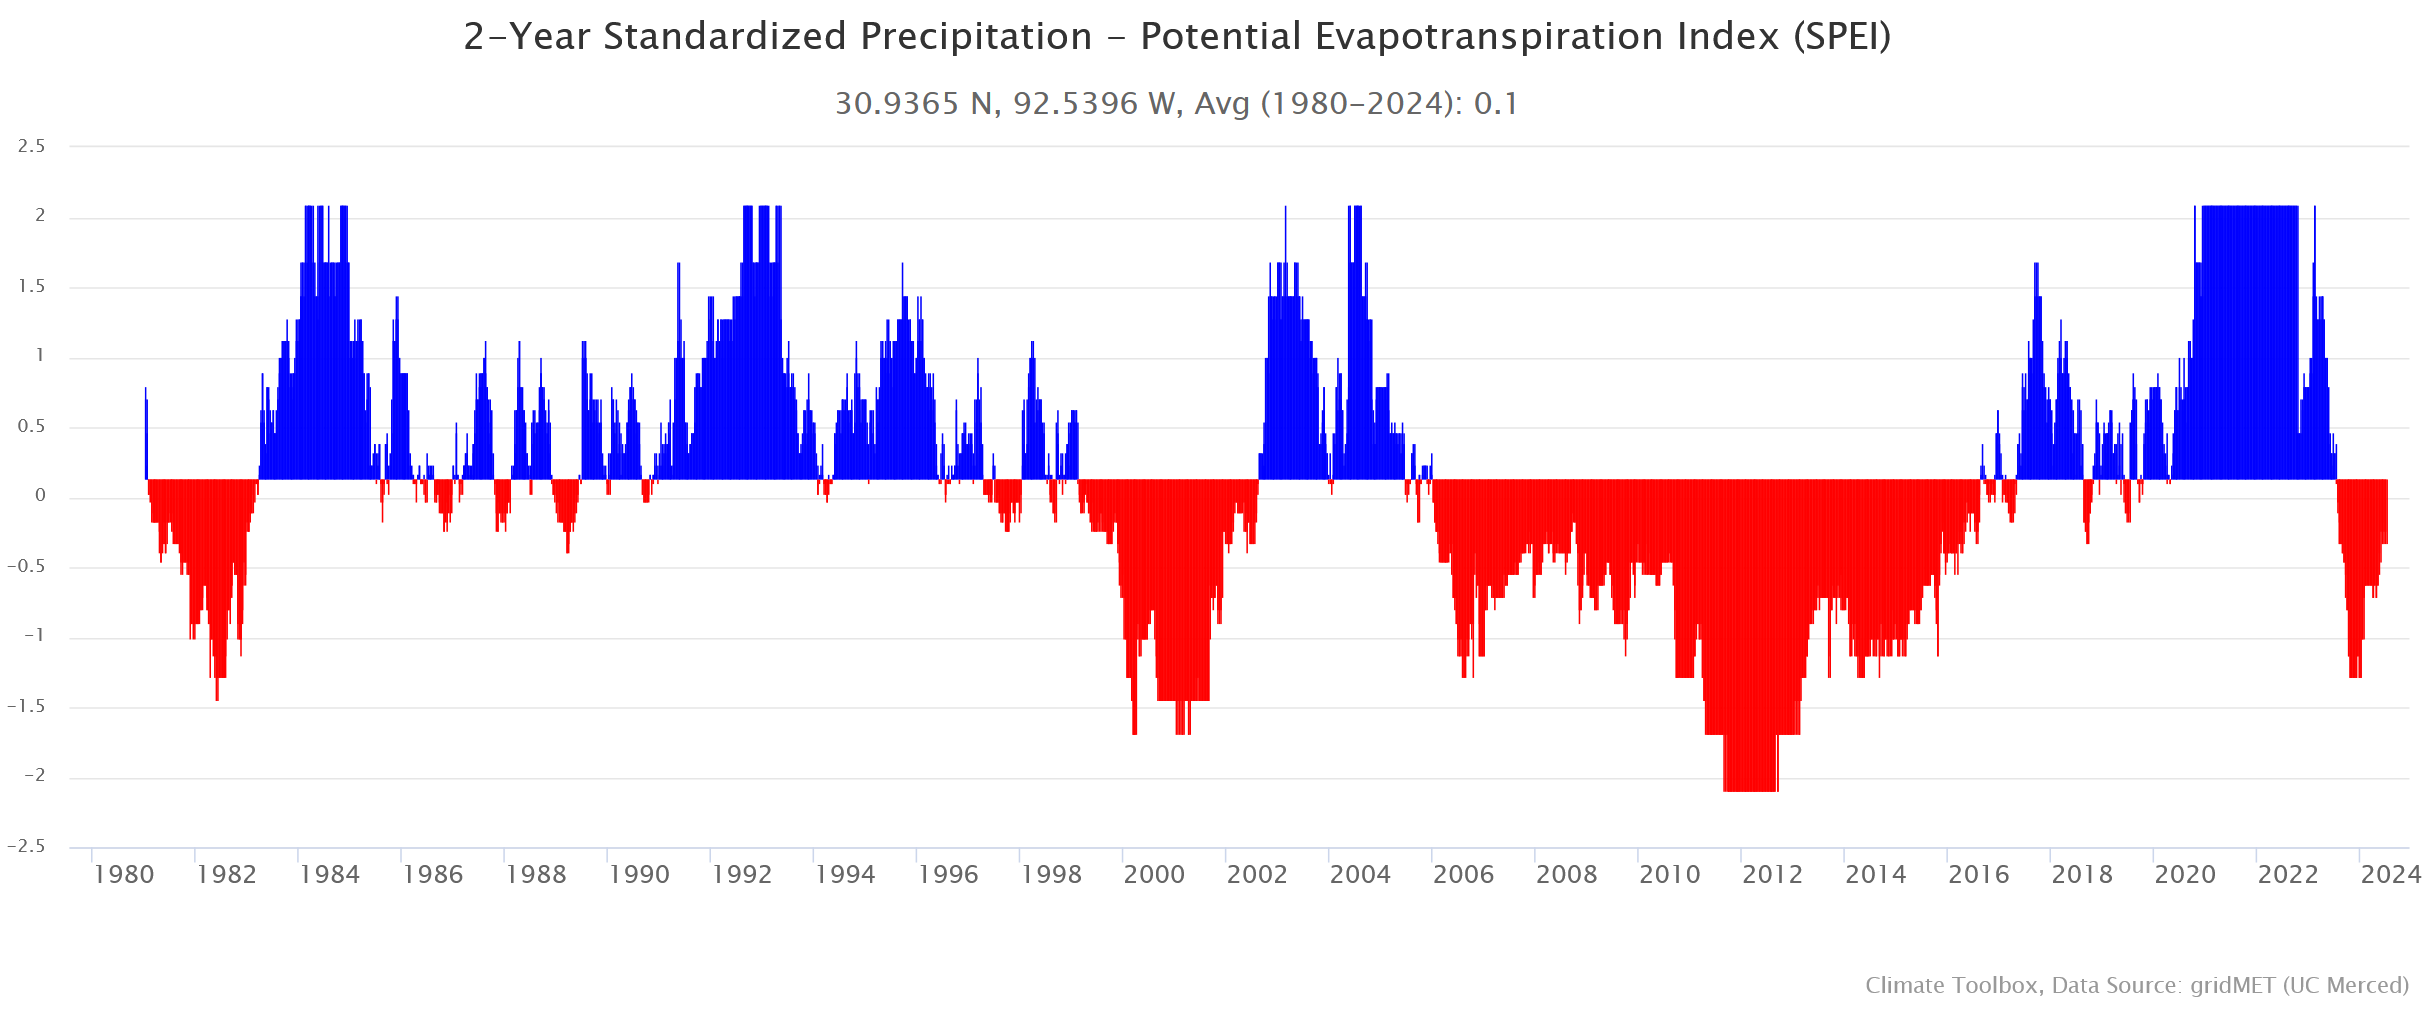 2-Year Standardized Precipitation - Potential Evapotranspiration Index (SPEI)
30.9365 N, 92.5396 W, Avg (1980-2024): 0.1
2.5
2
1.5
1
0.5
0
-0.5
-1
-1.5
-2
-2.5
1980 1982 1984 1986 1988 1990 1992 1994 1996 1998 2000 2002 2004 2006 2008 2010 2012 2014 2016 2018 2020 2022 2024
Climate Toolbox, Data Source: gridMET (UC Merced)